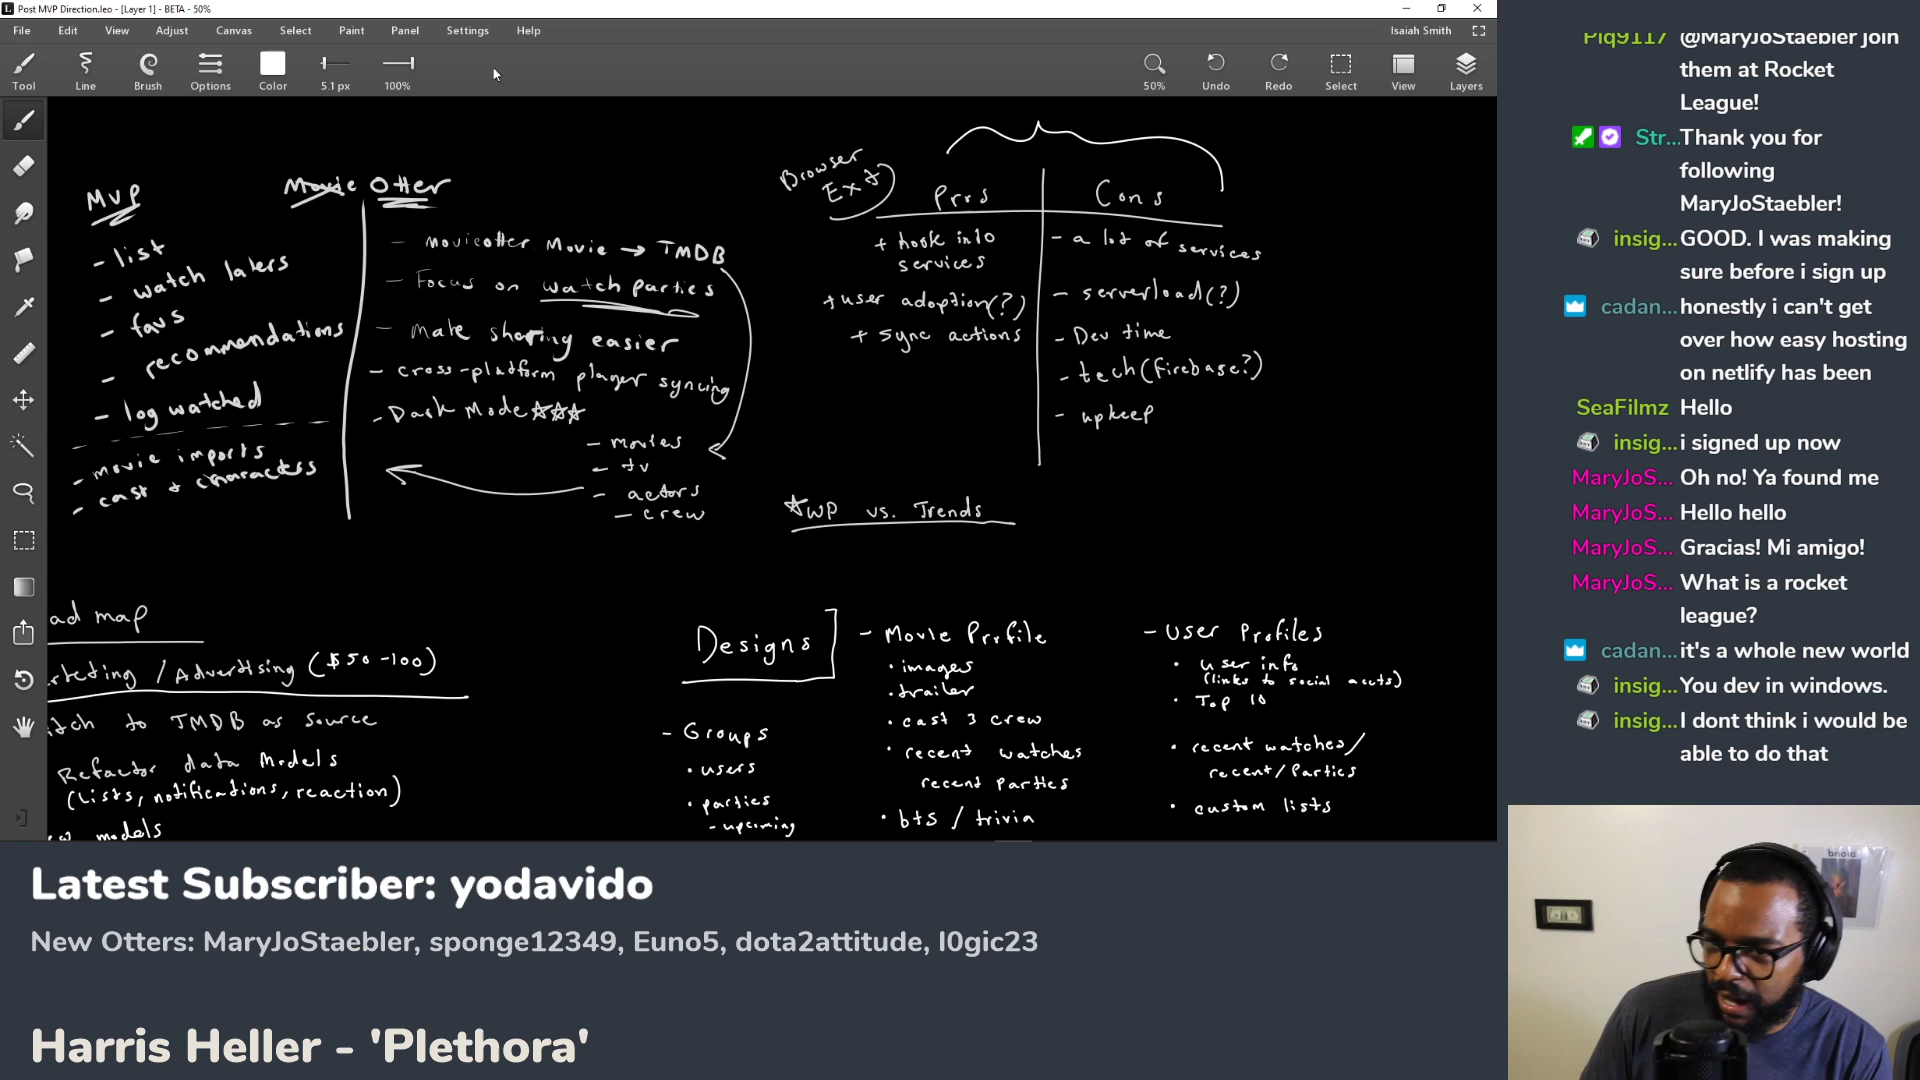 Post MVP Direction.leo - [Layer 1] - BETA - 50%
File Edit View Adjust Canvas Select Paint Panel Settings Help
Isaiah Smith
Tool Line Brush Options Color 5.1 px 100%
50% Undo Redo Select View Layers
MVP
- list
- watch laters
- favs
- recommendations
- log watched
- movie imports
- cast + characters
Movie Otter
- movieotter Movie → TMDB
- Focus on watch parties
- Make sharing easier
- cross-platform player syncing
- Dark Mode ☆☆☆
- movies
- tv
- actors
- crew
Browser
Ext
Pros
+ hook into
services
+ user adoption(?)
+ sync actions
Cons
- a lot of services
- serverload(?)
- Dev time
- tech(Firebase?)
- upkeep
☆WP vs. Trends
ad map
rketing / Advertising ($50-100)
itch to TMDB as source
Refactor data Models
(Lists, notifications, reaction)
w models
Designs
- Groups
• users
• parties
- upcoming
- Movie Profile
• images
• trailer
• cast 3 crew
• recent watches
recent parties
• bts / trivia
- User Profiles
• user info
(links to social accts)
• Top 10
• recent watches/
recent/Parties
• custom lists
Piq9117 @MaryJoStaebler join
them at Rocket
League!
Str... Thank you for
following
MaryJoStaebler!
insig... GOOD. I was making
sure before i sign up
cadan... honestly i can't get
over how easy hosting
on netlify has been
SeaFilmz Hello
insig... i signed up now
MaryJoS... Oh no! Ya found me
MaryJoS... Hello hello
MaryJoS... Gracias! Mi amigo!
MaryJoS... What is a rocket
league?
cadan... it's a whole new world
insig... You dev in windows.
insig... I dont think i would be
able to do that
Latest Subscriber: yodavido
New Otters: MaryJoStaebler, sponge12349, Euno5, dota2attitude, l0gic23
Harris Heller - 'Plethora'